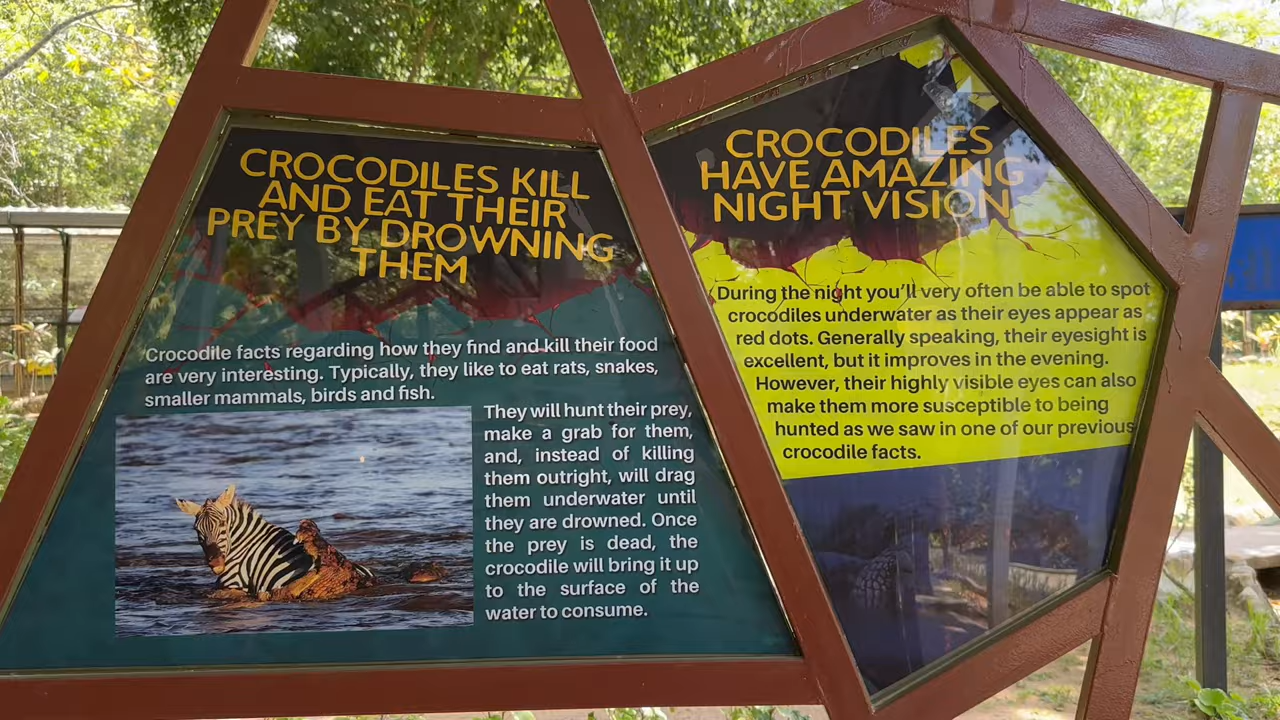 CROCODILES KILL
AND EAT THEIR
PREY BY DROWNING
THEM
Crocodile facts regarding how they find and kill their food
are very interesting. Typically, they like to eat rats, snakes,
smaller mammals, birds and fish.
They will hunt their prey,
make a grab for them,
and, instead of killing
them outright, will drag
them underwater until
they are drowned. Once
the prey is dead, the
crocodile will bring it up
to the surface of the
water to consume.
CROCODILES
HAVE AMAZING
NIGHT VISION
During the night you'll very often be able to spot
crocodiles underwater as their eyes appear as
red dots. Generally speaking, their eyesight is
excellent, but it improves in the evening.
However, their highly visible eyes can also
make them more susceptible to being
hunted as we saw in one of our previous
crocodile facts.